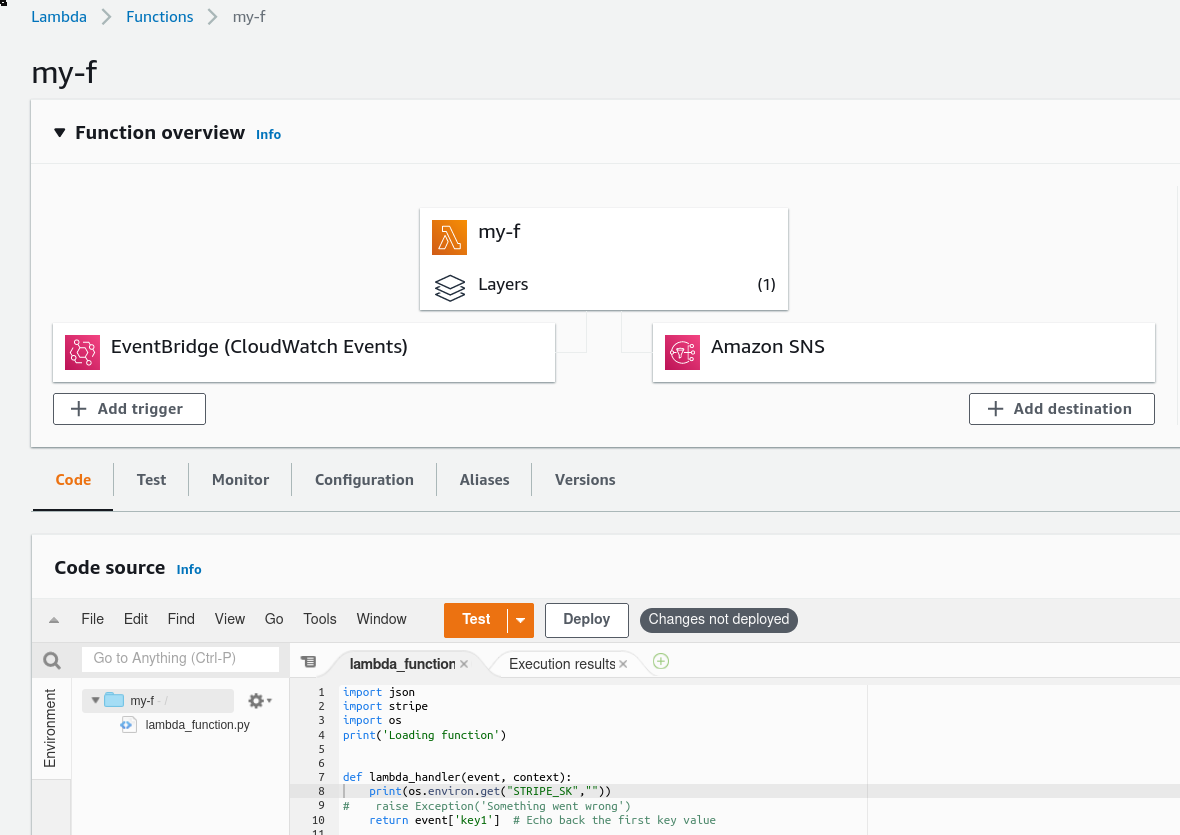 Lambda > Functions > my-f
my-f
▼ Function overview Info
my-f
Layers (1)
EventBridge (CloudWatch Events)
Amazon SNS
+ Add trigger
+ Add destination
Code Test Monitor Configuration Aliases Versions
Code source Info
File Edit Find View Go Tools Window Test Deploy Changes not deployed
Go to Anything (Ctrl-P)
lambda_function × Execution results ×
Environment
my-f - /
lambda_function.py
1 import json
2 import stripe
3 import os
4 print('Loading function')
5
6
7 def lambda_handler(event, context):
8     print(os.environ.get("STRIPE_SK",""))
9 #    raise Exception('Something went wrong')
10     return event['key1']  # Echo back the first key value
11